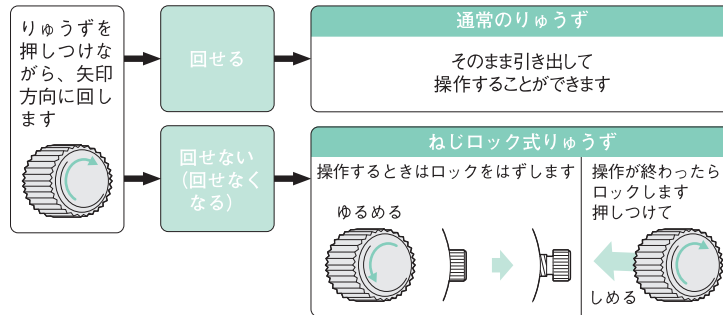 りゅうずを
押しつけな
がら、矢印
方向に回し
ます
回せる
通常のりゅうず
そのまま引き出して
操作することができます
回せない
(回せなく
なる)
ねじロック式りゅうず
操作するときはロックをはずします
ゆるめる
操作が終わったら
ロックします
押しつけて
しめる